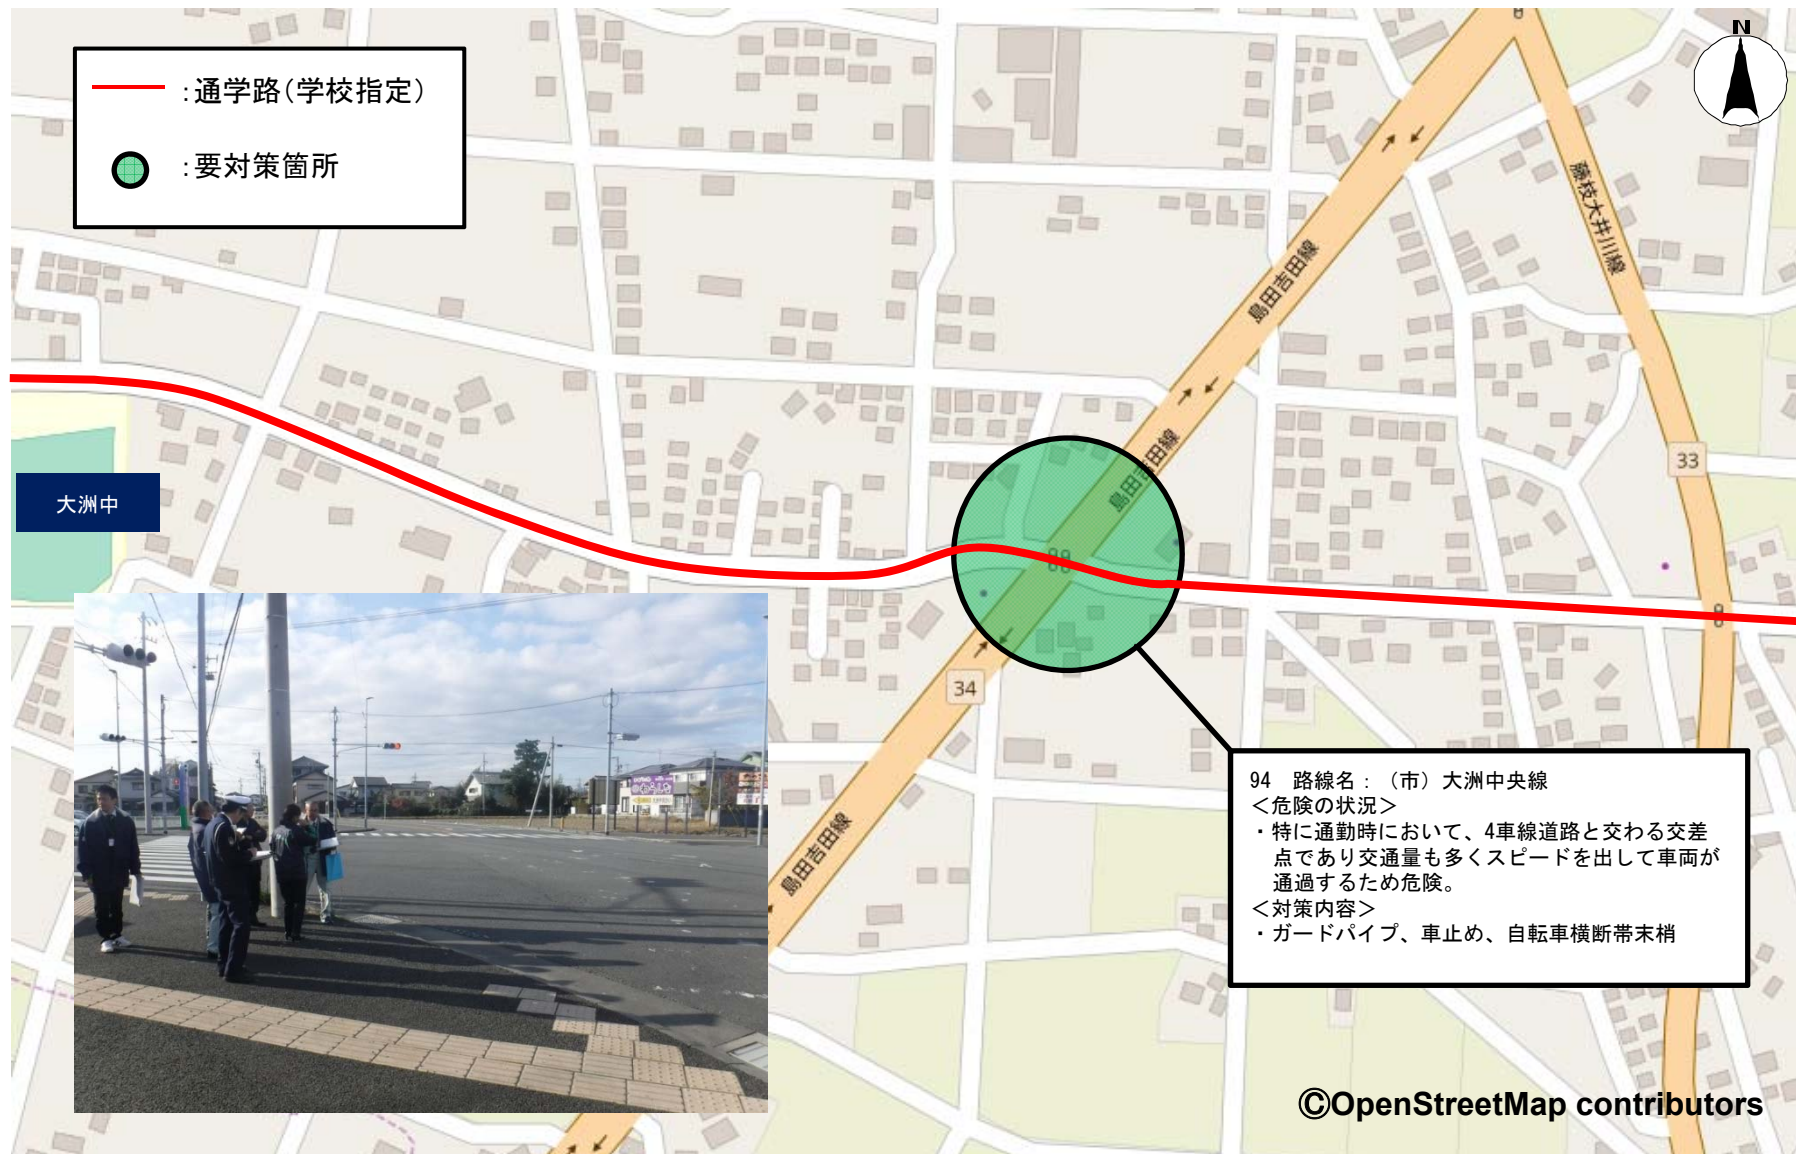 N
:通学路(学校指定)
:要対策箇所
藤枝大井川線
島田吉田線
島田吉田線
33
大洲中
34
島田吉田線
94 路線名：（市）大洲中央線
＜危険の状況＞
・特に通勤時において、4車線道路と交わる交差
点であり交通量も多くスピードを出して車両が
通過するため危険。
＜対策内容＞
・ガードパイプ、車止め、自転車横断帯末梢
©OpenStreetMap contributors